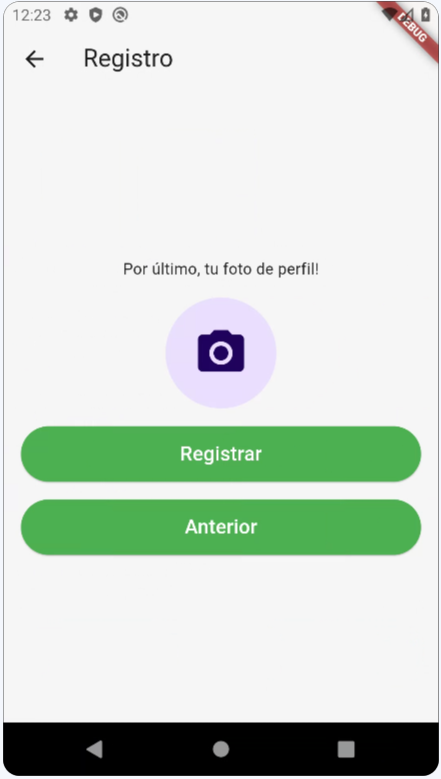 12:23
DEBUG
Registro
Por último, tu foto de perfil!
Registrar
Anterior